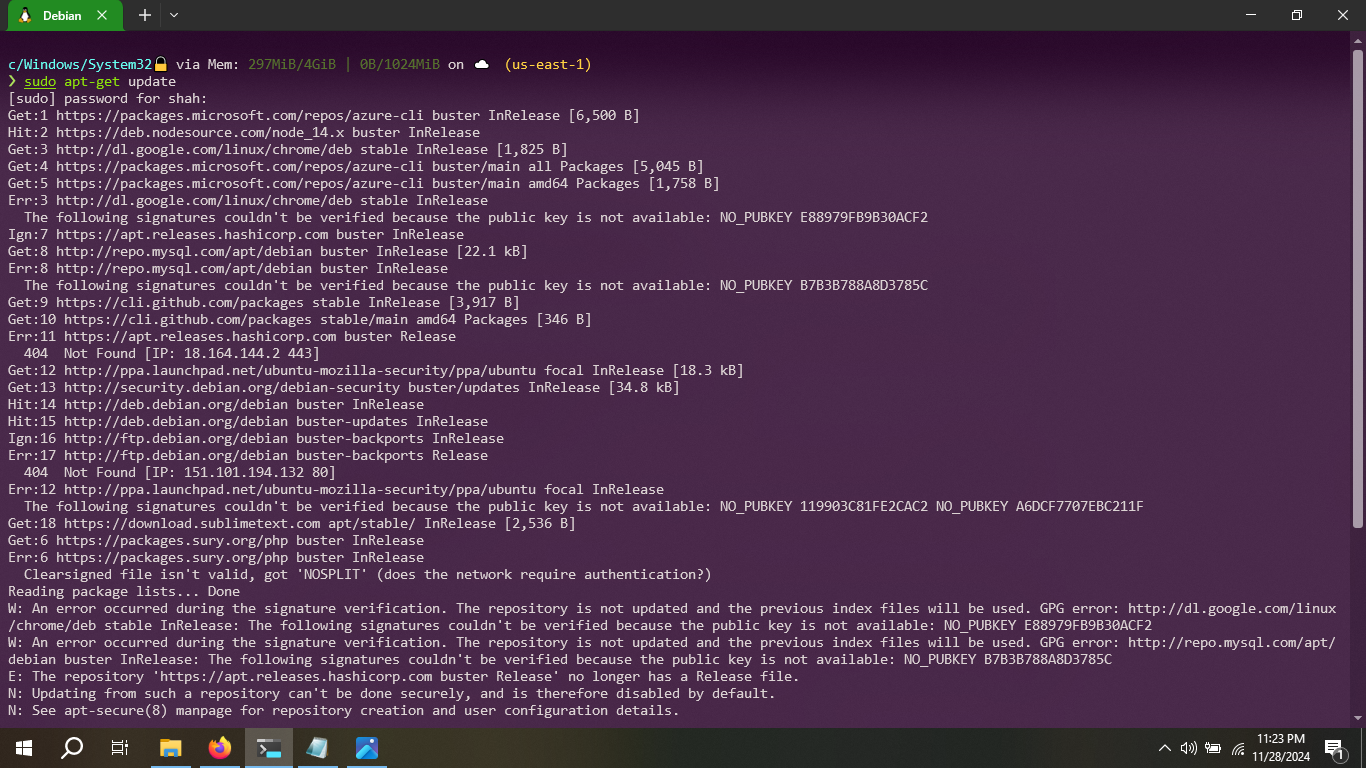 Debian
c/Windows/System32 via Mem: 297MiB/4GiB | 0B/1024MiB on (us-east-1)
❯ sudo apt-get update
[sudo] password for shah:
Get:1 https://packages.microsoft.com/repos/azure-cli buster InRelease [6,500 B]
Hit:2 https://deb.nodesource.com/node_14.x buster InRelease
Get:3 http://dl.google.com/linux/chrome/deb stable InRelease [1,825 B]
Get:4 https://packages.microsoft.com/repos/azure-cli buster/main all Packages [5,045 B]
Get:5 https://packages.microsoft.com/repos/azure-cli buster/main amd64 Packages [1,758 B]
Err:3 http://dl.google.com/linux/chrome/deb stable InRelease
  The following signatures couldn't be verified because the public key is not available: NO_PUBKEY E88979FB9B30ACF2
Ign:7 https://apt.releases.hashicorp.com buster InRelease
Get:8 http://repo.mysql.com/apt/debian buster InRelease [22.1 kB]
Err:8 http://repo.mysql.com/apt/debian buster InRelease
  The following signatures couldn't be verified because the public key is not available: NO_PUBKEY B7B3B788A8D3785C
Get:9 https://cli.github.com/packages stable InRelease [3,917 B]
Get:10 https://cli.github.com/packages stable/main amd64 Packages [346 B]
Err:11 https://apt.releases.hashicorp.com buster Release
  404  Not Found [IP: 18.164.144.2 443]
Get:12 http://ppa.launchpad.net/ubuntu-mozilla-security/ppa/ubuntu focal InRelease [18.3 kB]
Get:13 http://security.debian.org/debian-security buster/updates InRelease [34.8 kB]
Hit:14 http://deb.debian.org/debian buster InRelease
Hit:15 http://deb.debian.org/debian buster-updates InRelease
Ign:16 http://ftp.debian.org/debian buster-backports InRelease
Err:17 http://ftp.debian.org/debian buster-backports Release
  404  Not Found [IP: 151.101.194.132 80]
Err:12 http://ppa.launchpad.net/ubuntu-mozilla-security/ppa/ubuntu focal InRelease
  The following signatures couldn't be verified because the public key is not available: NO_PUBKEY 119903C81FE2CAC2 NO_PUBKEY A6DCF7707EBC211F
Get:18 https://download.sublimetext.com apt/stable/ InRelease [2,536 B]
Get:6 https://packages.sury.org/php buster InRelease
Err:6 https://packages.sury.org/php buster InRelease
  Clearsigned file isn't valid, got 'NOSPLIT' (does the network require authentication?)
Reading package lists... Done
W: An error occurred during the signature verification. The repository is not updated and the previous index files will be used. GPG error: http://dl.google.com/linux
/chrome/deb stable InRelease: The following signatures couldn't be verified because the public key is not available: NO_PUBKEY E88979FB9B30ACF2
W: An error occurred during the signature verification. The repository is not updated and the previous index files will be used. GPG error: http://repo.mysql.com/apt/
debian buster InRelease: The following signatures couldn't be verified because the public key is not available: NO_PUBKEY B7B3B788A8D3785C
E: The repository 'https://apt.releases.hashicorp.com buster Release' no longer has a Release file.
N: Updating from such a repository can't be done securely, and is therefore disabled by default.
N: See apt-secure(8) manpage for repository creation and user configuration details.
11:23 PM
11/28/2024
1